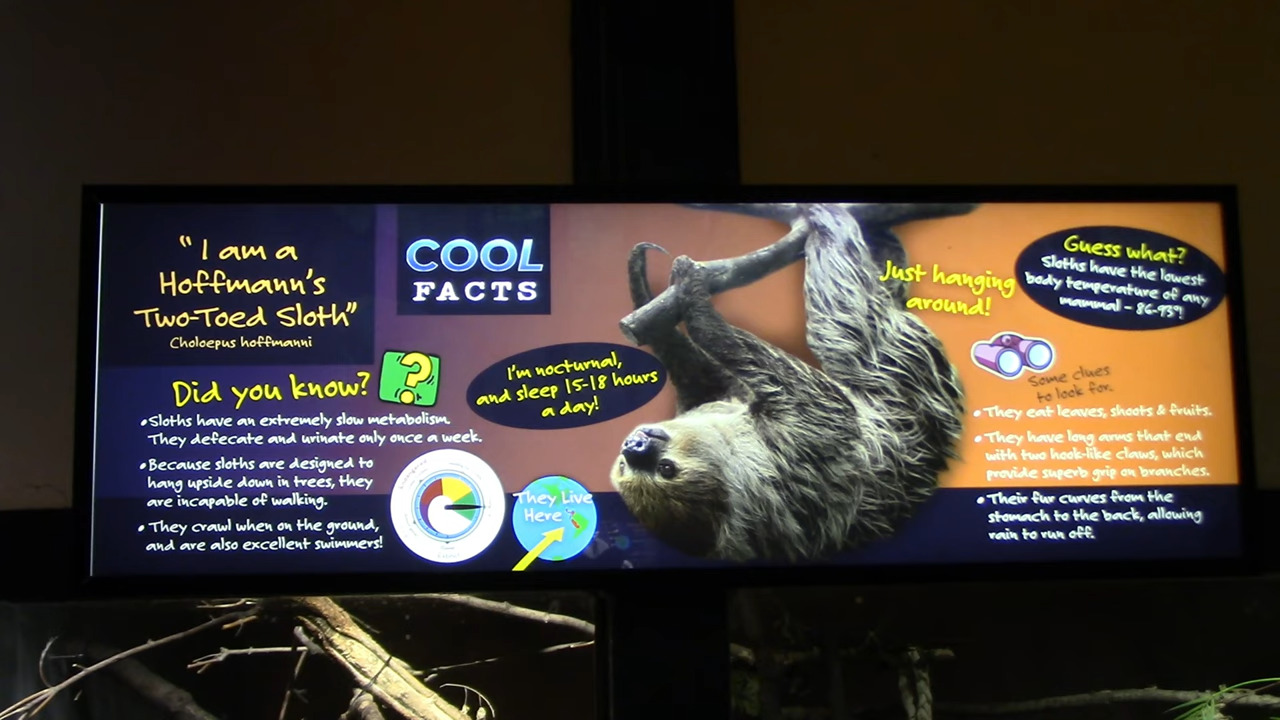 "I am a
Hoffmann's
Two-Toed Sloth"
Choloepus hoffmanni
COOL
FACTS
Did you know?
?
•Sloths have an extremely slow metabolism.
They defecate and urinate only once a week.
•Because sloths are designed to
hang upside down in trees, they
are incapable of walking.
•They crawl when on the ground,
and are also excellent swimmers!
They Live
Here
I'm nocturnal,
and sleep 15-18 hours
a day!
Just hanging
around!
Guess what?
Sloths have the lowest
body temperature of any
mammal - 86-93°!
Some clues
to look for.
•They eat leaves, shoots & fruits.
•They have long arms that end
with two hook-like claws, which
provide superb grip on branches.
•Their fur curves from the
stomach to the back, allowing
rain to run off.